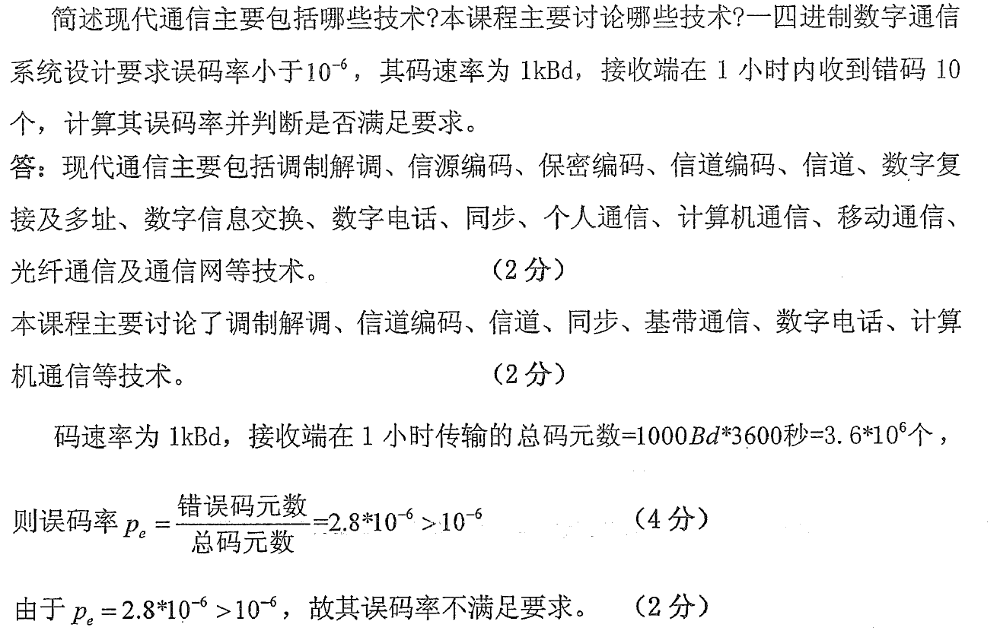 简述现代通信主要包括哪些技术?本课程主要讨论哪些技术?一四进制数字通信
系统设计要求误码率小于10⁻⁶，其码速率为 1kBd，接收端在 1 小时内收到错码 10
个，计算其误码率并判断是否满足要求。
答：现代通信主要包括调制解调、信源编码、保密编码、信道编码、信道、数字复
接及多址、数字信息交换、数字电话、同步、个人通信、计算机通信、移动通信、
光纤通信及通信网等技术。 （2 分）
本课程主要讨论了调制解调、信道编码、信道、同步、基带通信、数字电话、计算
机通信等技术。 （2 分）
码速率为 1kBd，接收端在 1 小时传输的总码元数=1000Bd*3600秒=3.6*10⁶个，
则误码率 pₑ = 错误码元数/总码元数=2.8*10⁻⁶ >10⁻⁶ （4 分）
由于 pₑ = 2.8*10⁻⁶ >10⁻⁶，故其误码率不满足要求。 （2 分）